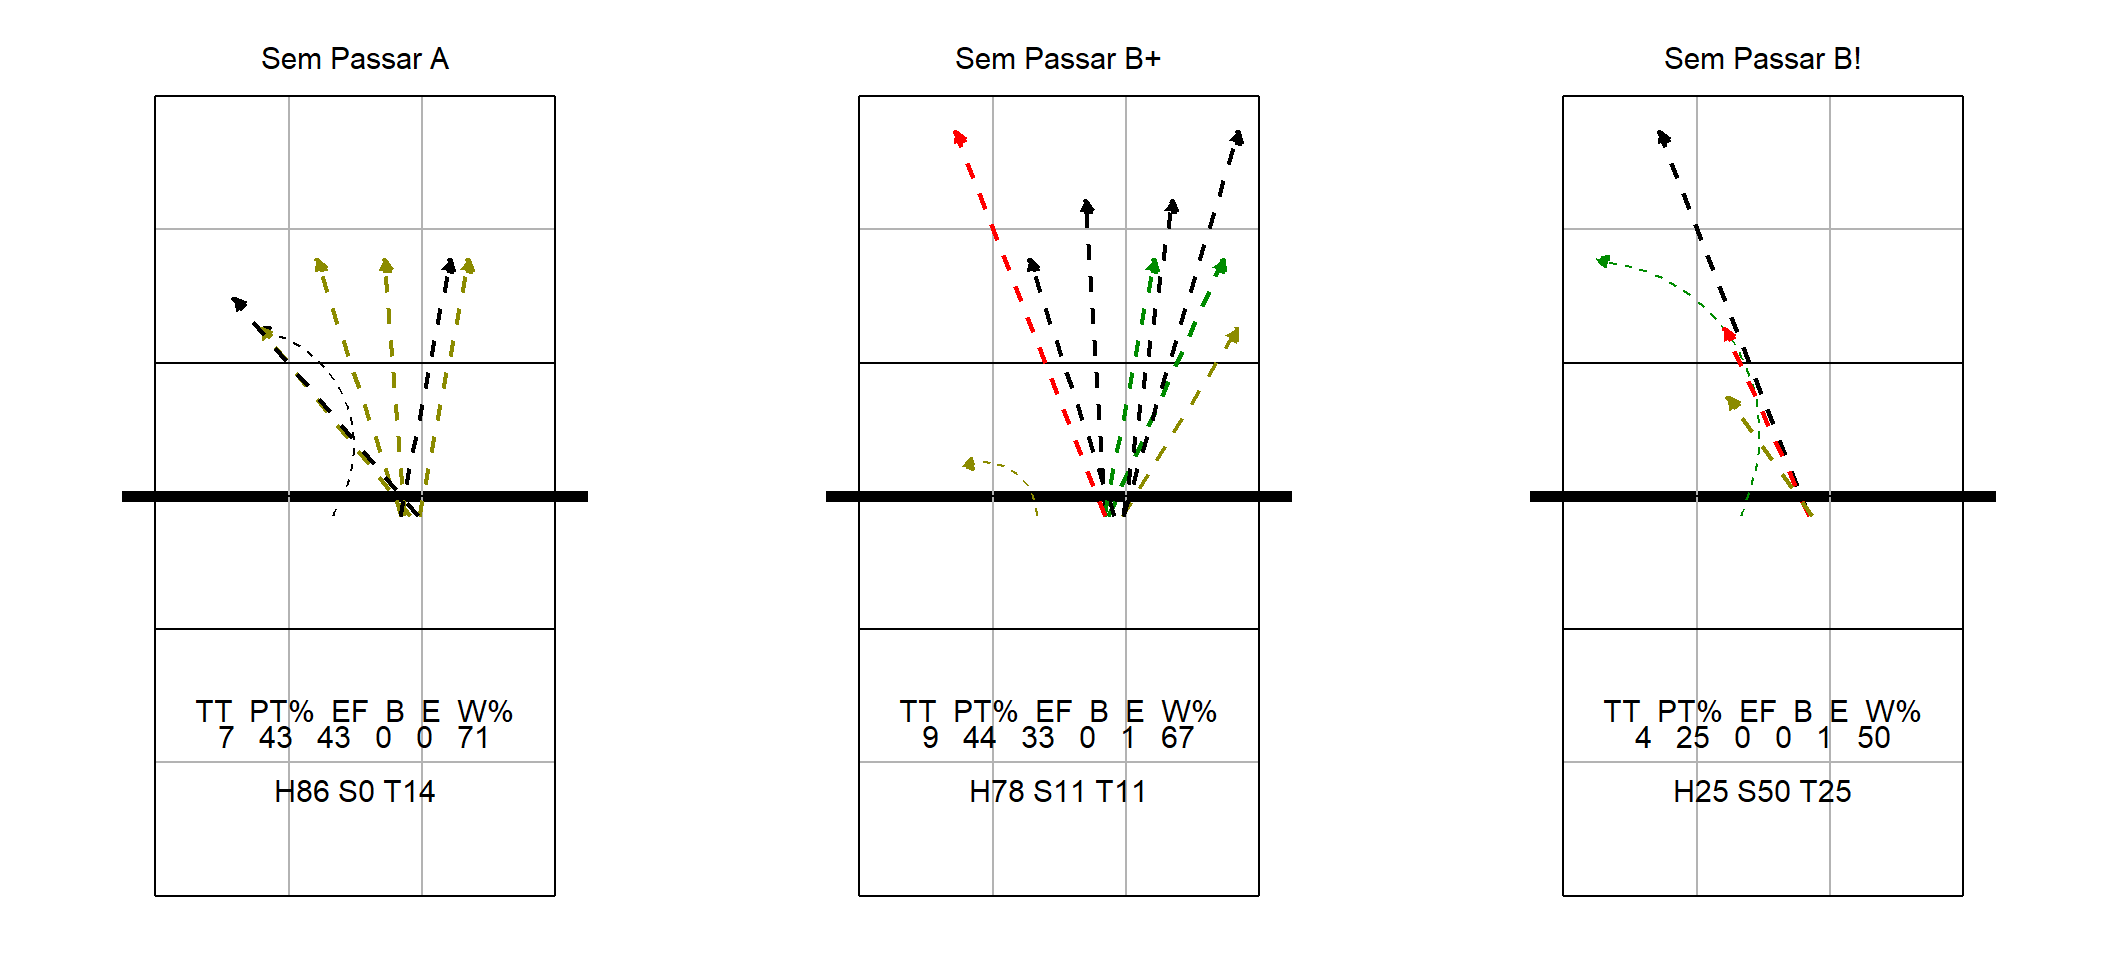 Sem Passar A
Sem Passar B+
Sem Passar B!
TT PT% EF B E W%
7 43 43 0 0 71
H86 S0 T14
TT PT% EF B E W%
9 44 33 0 1 67
H78 S11 T11
TT PT% EF B E W%
4 25 0 0 1 50
H25 S50 T25